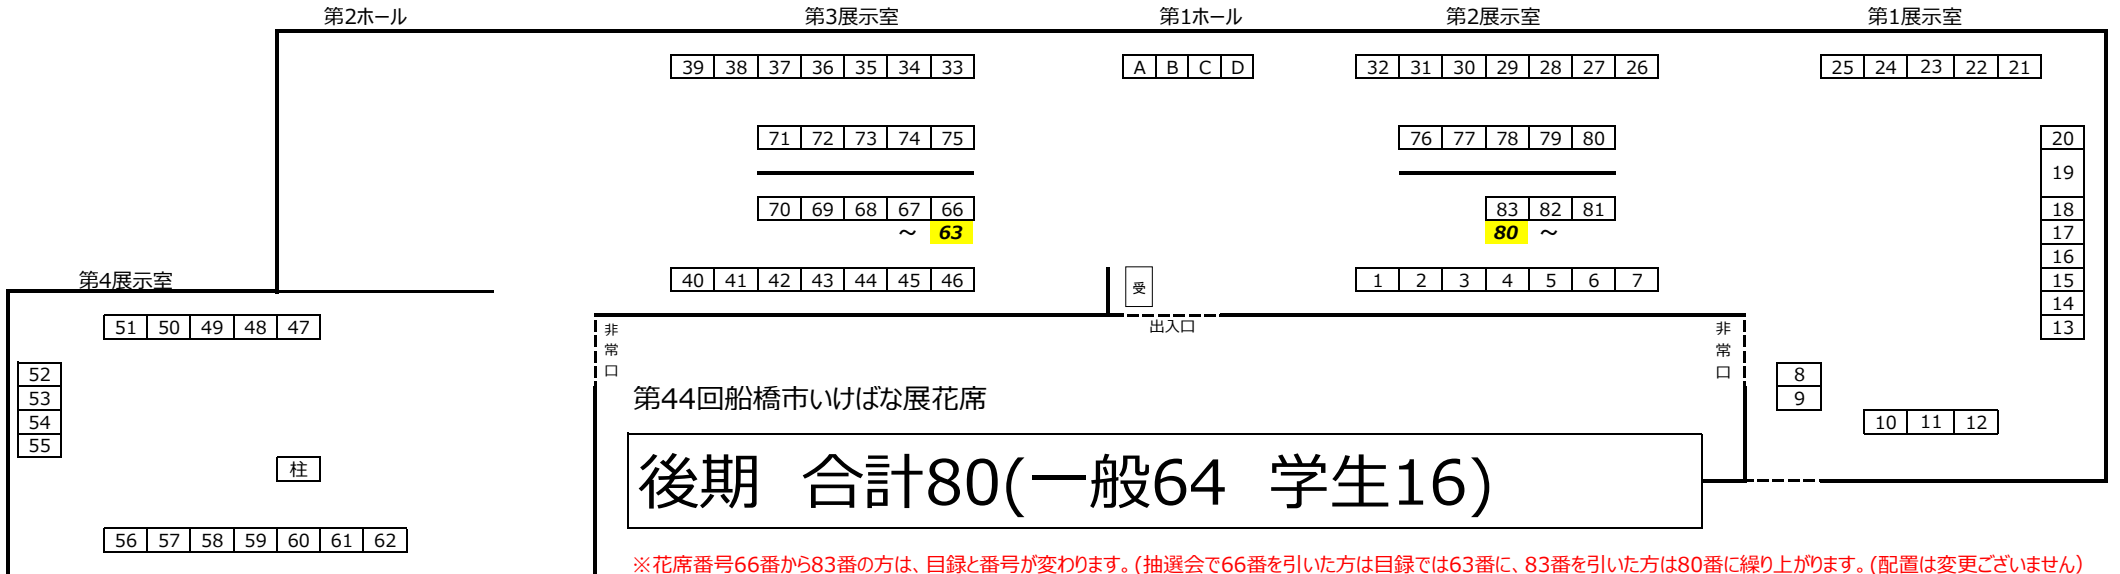 第2ホール 第3展示室 第1ホール 第2展示室 第1展示室
39 38 37 36 35 34 33 A B C D 32 31 30 29 28 27 26 25 24 23 22 21
71 72 73 74 75 76 77 78 79 80 20
19
70 69 68 67 66 83 82 81 18
～ 63 80 ～ 17
16
第4展示室 40 41 42 43 44 45 46 受 1 2 3 4 5 6 7 15
14
51 50 49 48 47 非常口 出入口 非常口 13
52 8
53 第44回船橋市いけばな展花席 9
54 10 11 12
55
柱 後期 合計80(一般64 学生16)
56 57 58 59 60 61 62
※花席番号66番から83番の方は、目録と番号が変わります。(抽選会で66番を引いた方は目録では63番に、83番を引いた方は80番に繰り上がります。(配置は変更ございません)